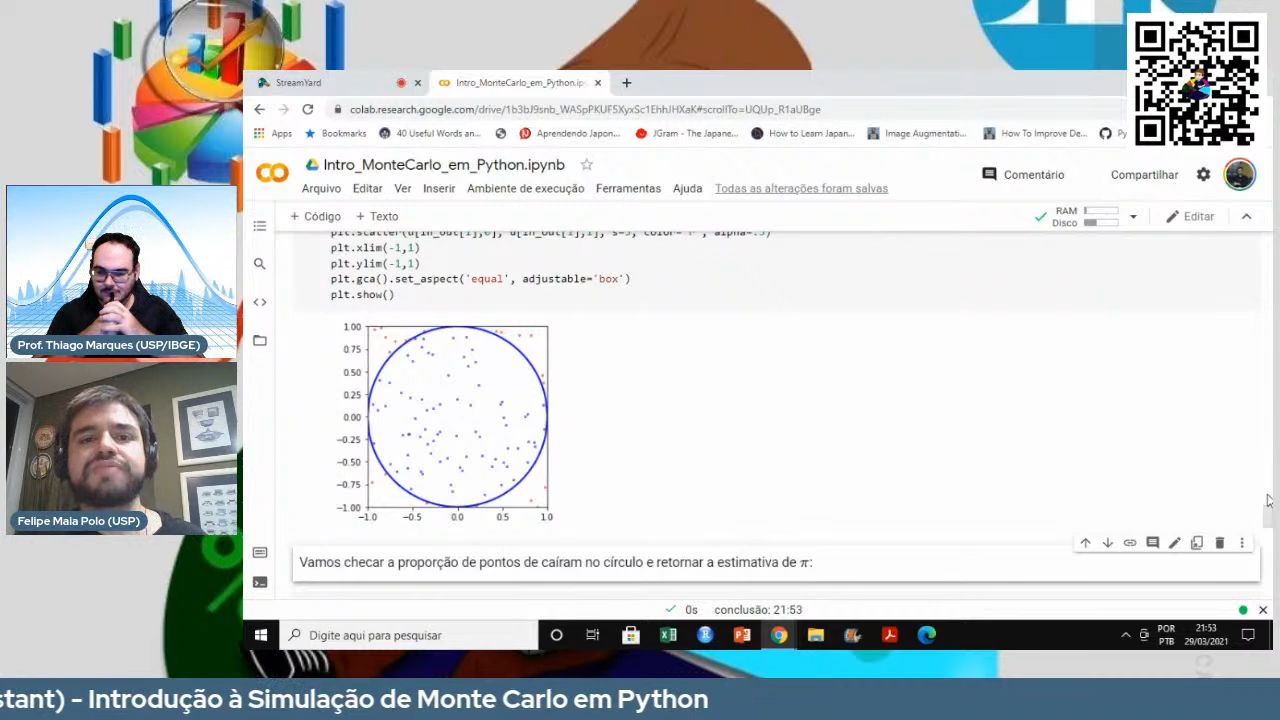 StreamYard
Intro_MonteCarlo_em_Python.ipy
colab.research.google.com/drive/1b3bJ9snb_WASpPKUF5XyxSc1EhhJHXaK#scrollTo=UQUp_R1aUBge
Apps
Bookmarks
40 Useful Words an...
Aprendendo Japon...
JGram - The Japane...
How to Learn Japan...
Image Augmentati...
How To Improve De...
Py
CO
Intro_MonteCarlo_em_Python.ipynb
Comentário
Compartilhar
Arquivo Editar Ver Inserir Ambiente de execução Ferramentas Ajuda Todas as alterações foram salvas
+ Código + Texto
RAM
Disco
Editar
plt.xlim(-1,1)
plt.ylim(-1,1)
plt.gca().set_aspect('equal', adjustable='box')
plt.show()
1.00
0.75
0.50
0.25
0.00
−0.25
−0.50
−0.75
−1.00
−1.0 −0.5 0.0 0.5 1.0
Vamos checar a proporção de pontos de caíram no círculo e retornar a estimativa de π:
0s conclusão: 21:53
Digite aqui para pesquisar
POR
PTB
21:53
29/03/2021
Prof. Thiago Marques (USP/IBGE)
Felipe Maia Polo (USP)
stant) - Introdução à Simulação de Monte Carlo em Python